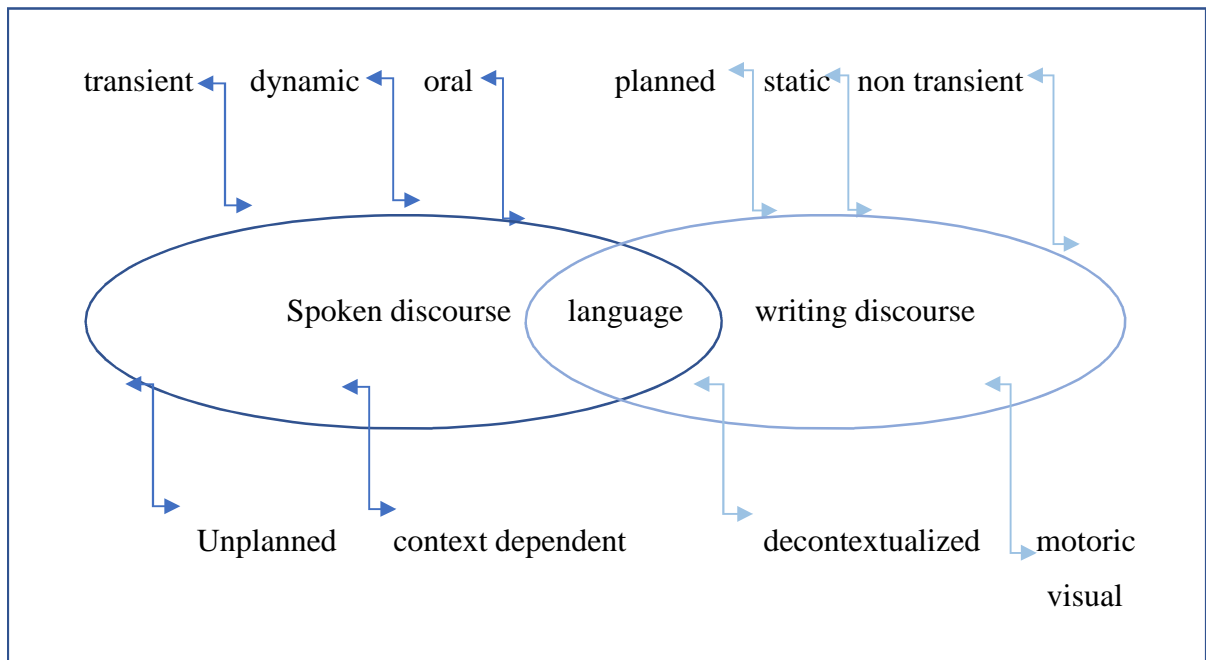 transient dynamic oral planned static non transient
Spoken discourse language writing discourse
Unplanned context dependent decontextualized motoric
visual